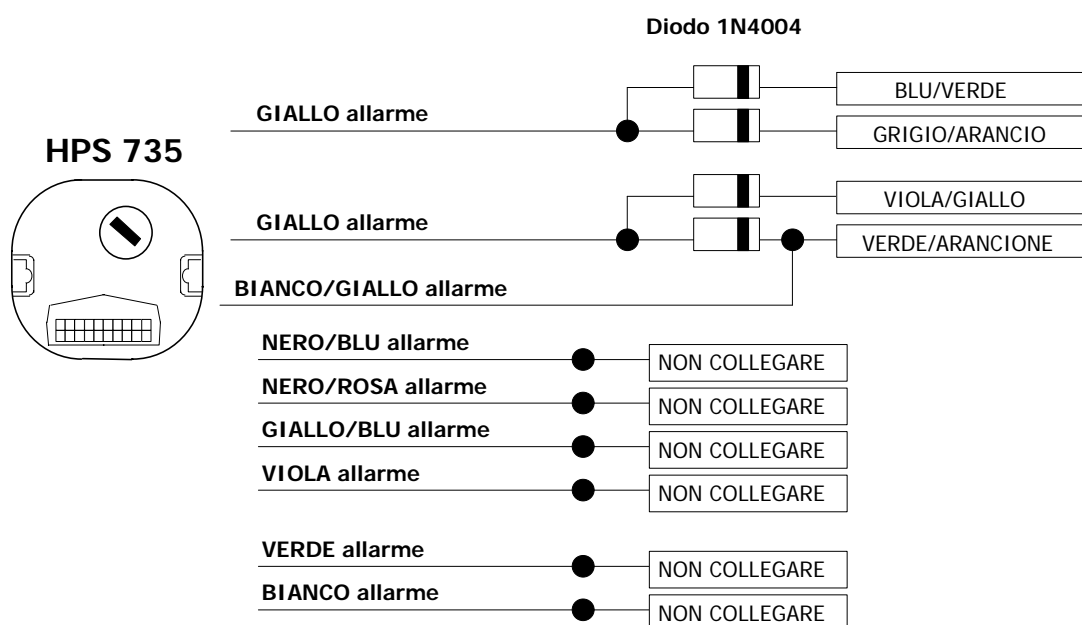 Diodo 1N4004
BLU/VERDE
GIALLO allarme
GRIGIO/ARANCIO
HPS 735
VIOLA/GIALLO
GIALLO allarme
VERDE/ARANCIONE
BIANCO/GIALLO allarme
NERO/BLU allarme
NON COLLEGARE
NERO/ROSA allarme
NON COLLEGARE
GIALLO/BLU allarme
NON COLLEGARE
VIOLA allarme
NON COLLEGARE
VERDE allarme
NON COLLEGARE
BIANCO allarme
NON COLLEGARE